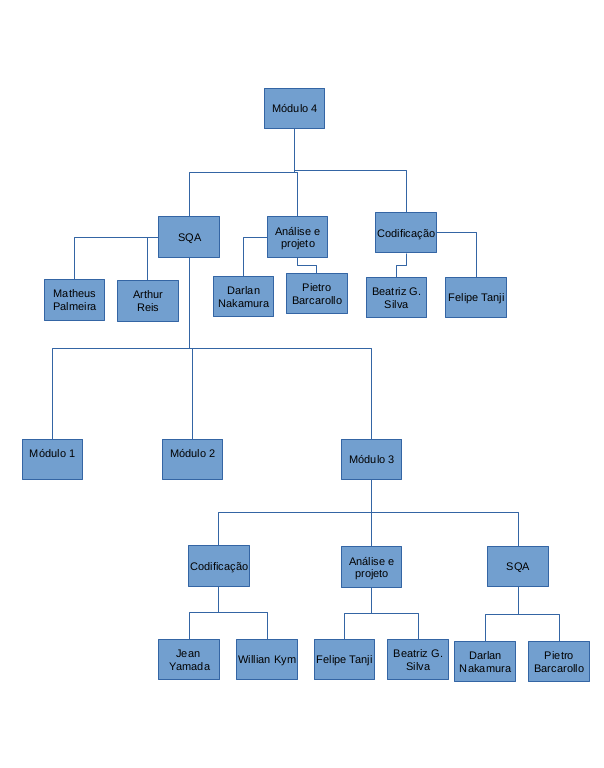 Módulo 4
SQA
Análise e
projeto
Codificação
Matheus
Palmeira
Arthur
Reis
Darlan
Nakamura
Pietro
Barcarollo
Beatriz G.
Silva
Felipe Tanji
Módulo 1
Módulo 2
Módulo 3
Codificação
Análise e
projeto
SQA
Jean
Yamada
Willian Kym
Felipe Tanji
Beatriz G.
Silva
Darlan
Nakamura
Pietro
Barcarollo